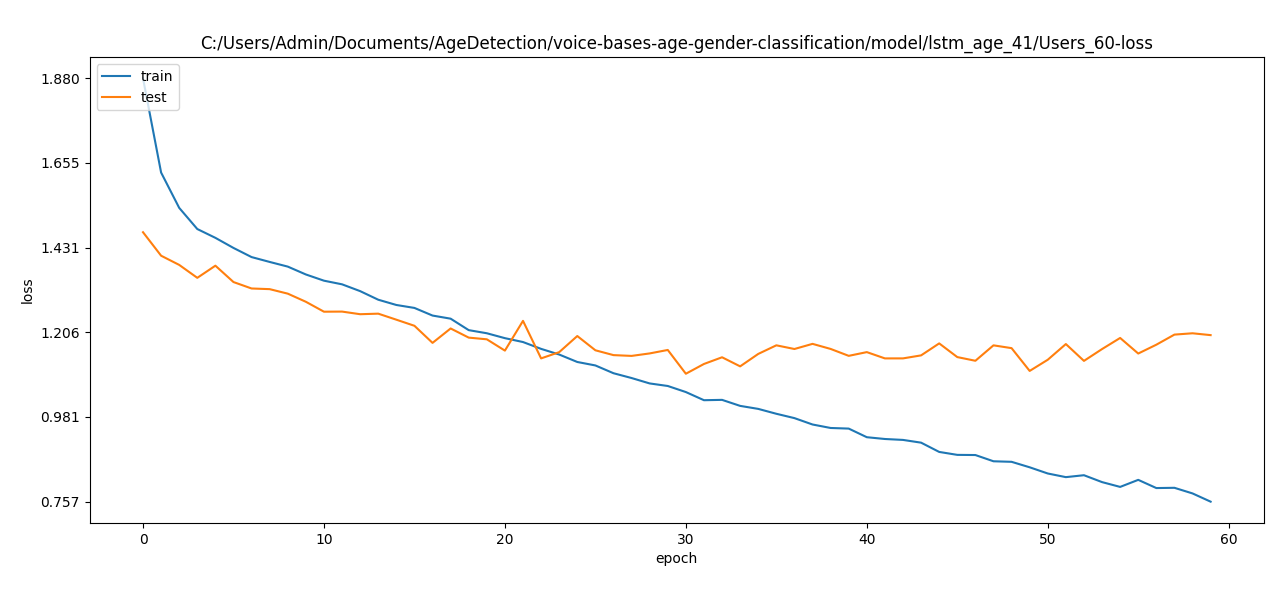 C:/Users/Admin/Documents/AgeDetection/voice-bases-age-gender-classification/model/lstm_age_41/Users_60-loss
train
test
1.880
1.655
1.431
1.206
0.981
0.757
loss
0 10 20 30 40 50 60
epoch